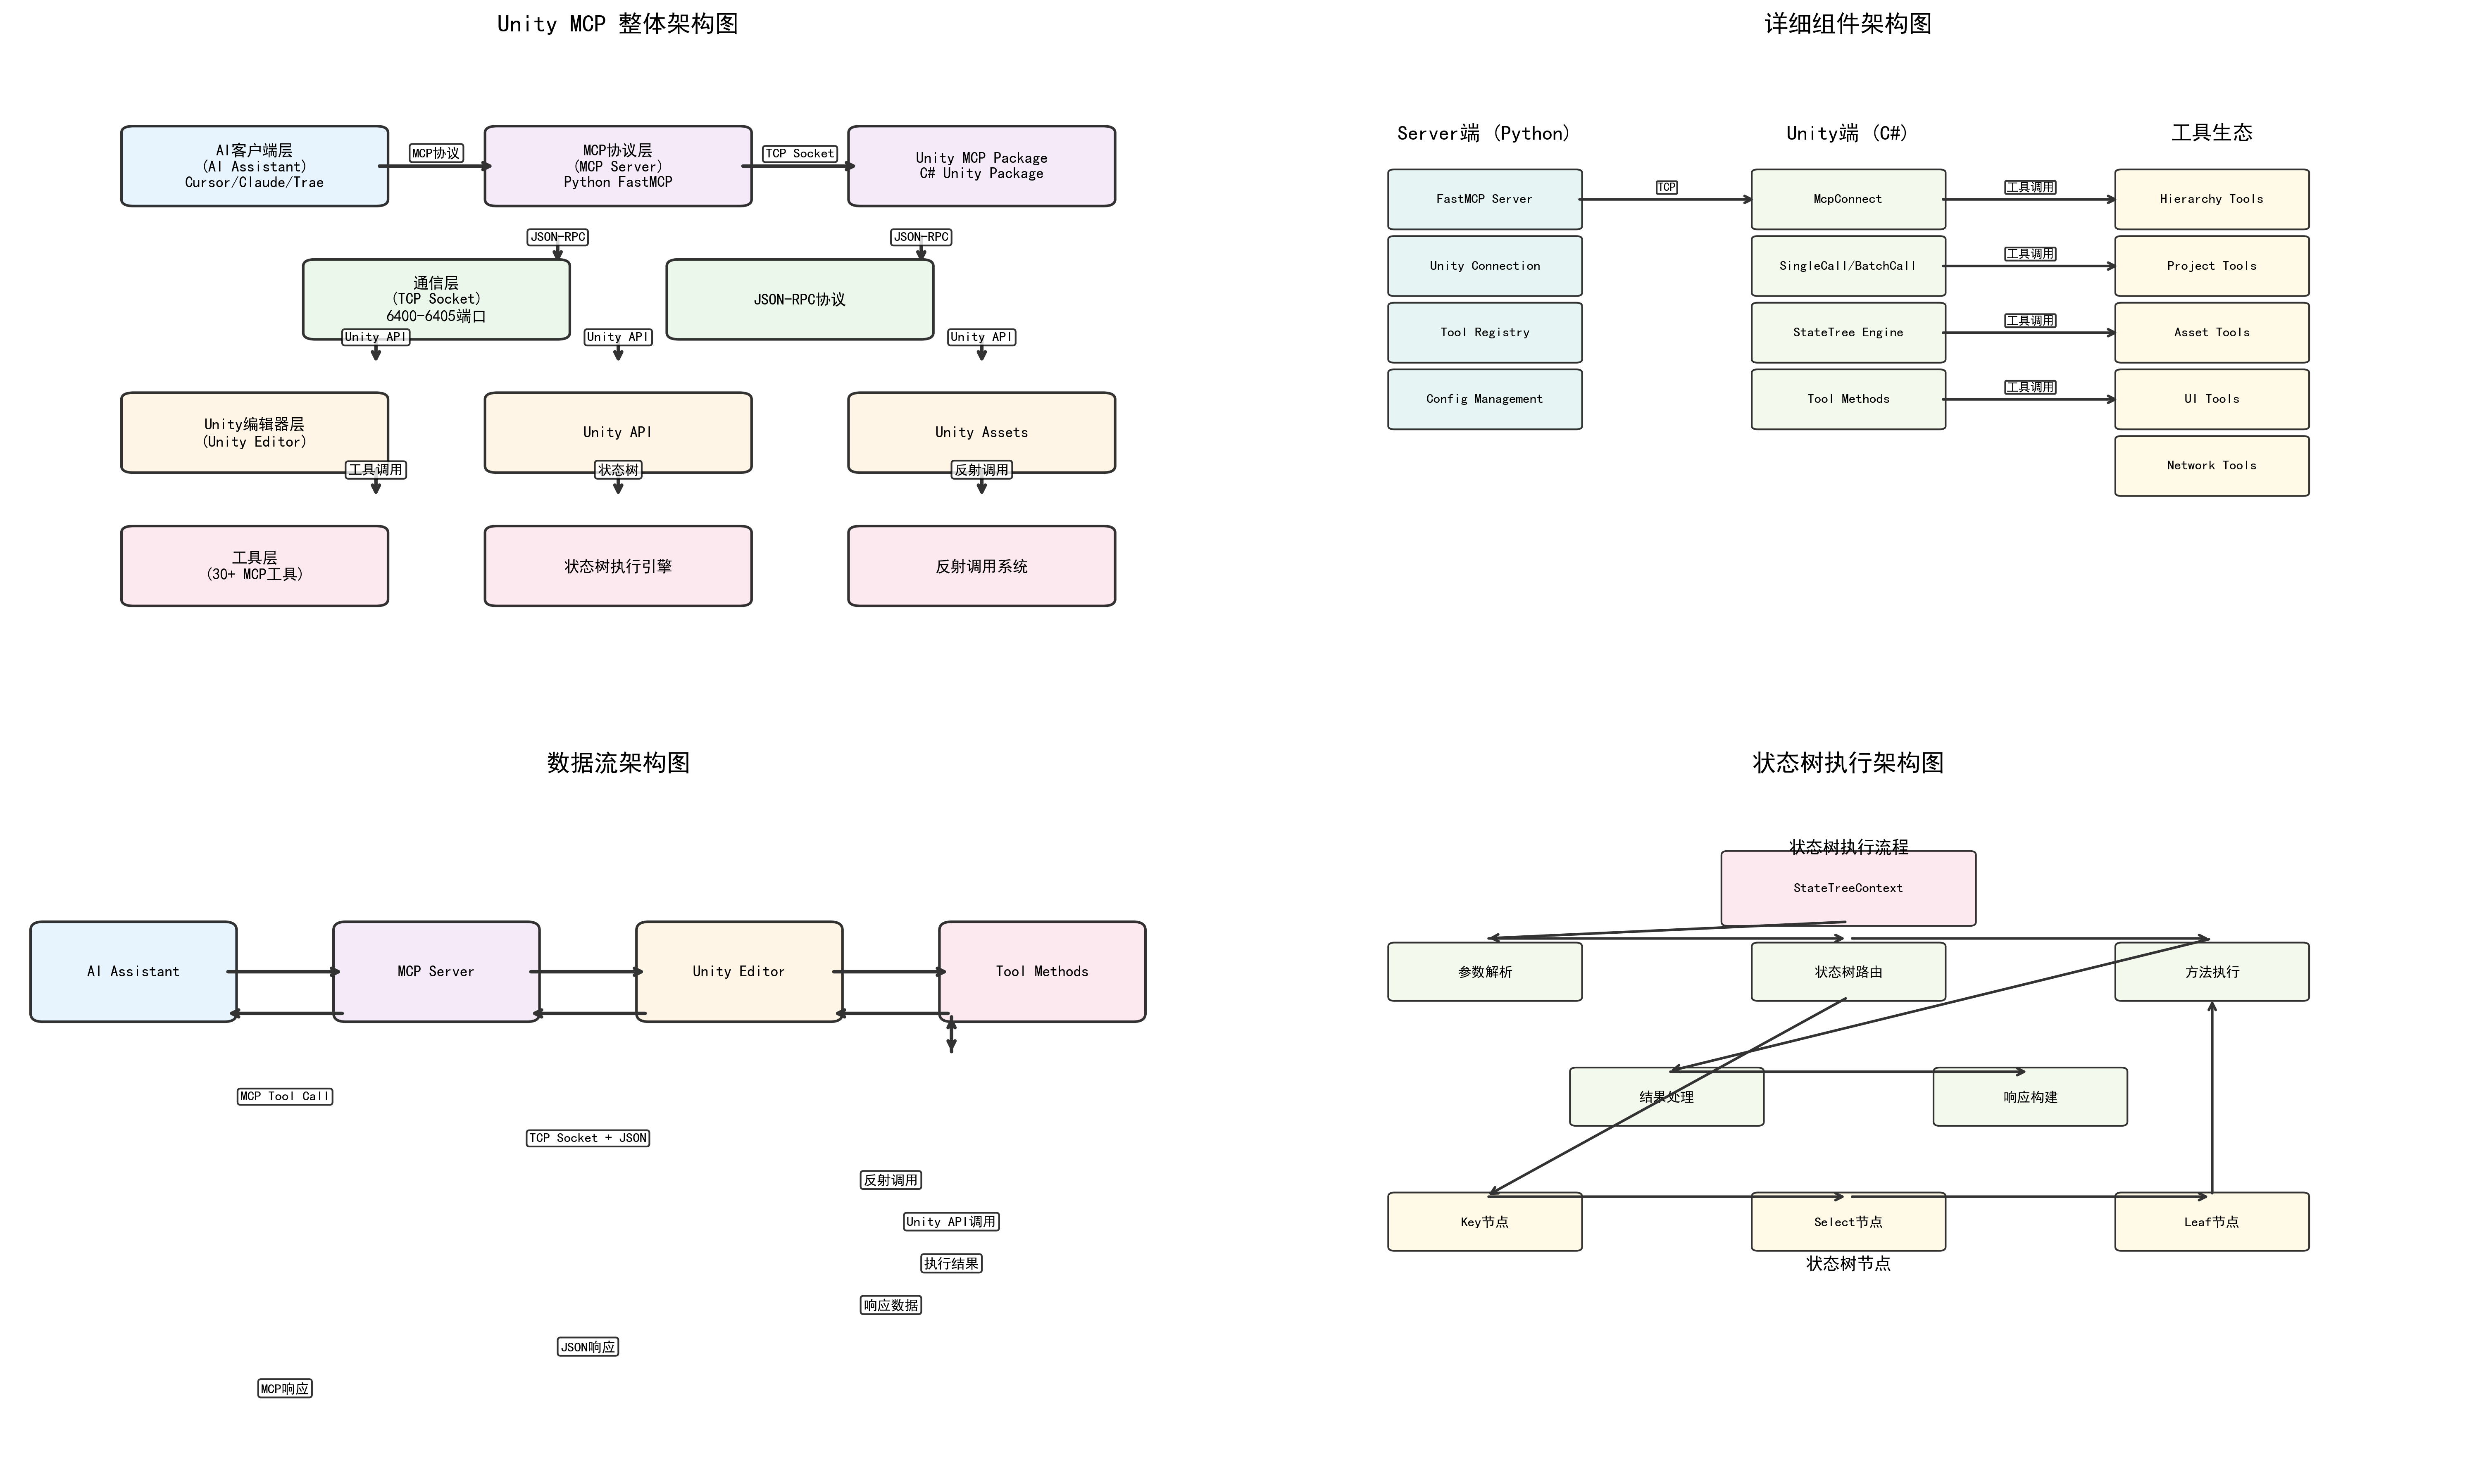 Unity MCP 整体架构图
AI客户端层
(AI Assistant)
Cursor/Claude/Trae
MCP协议
MCP协议层
(MCP Server)
Python FastMCP
TCP Socket
Unity MCP Package
C# Unity Package
JSON-RPC
JSON-RPC
通信层
(TCP Socket)
6400-6405端口
JSON-RPC协议
Unity API
Unity API
Unity API
Unity编辑器层
(Unity Editor)
Unity API
Unity Assets
工具调用
状态树
反射调用
工具层
(30+ MCP工具)
状态树执行引擎
反射调用系统
详细组件架构图
Server端 (Python)
Unity端 (C#)
工具生态
FastMCP Server
TCP
McpConnect
工具调用
Hierarchy Tools
Unity Connection
SingleCall/BatchCall
工具调用
Project Tools
Tool Registry
StateTree Engine
工具调用
Asset Tools
Config Management
Tool Methods
工具调用
UI Tools
Network Tools
数据流架构图
AI Assistant
MCP Server
Unity Editor
Tool Methods
MCP Tool Call
TCP Socket + JSON
反射调用
Unity API调用
执行结果
响应数据
JSON响应
MCP响应
状态树执行架构图
状态树执行流程
StateTreeContext
参数解析
状态树路由
方法执行
结果处理
响应构建
Key节点
Select节点
Leaf节点
状态树节点